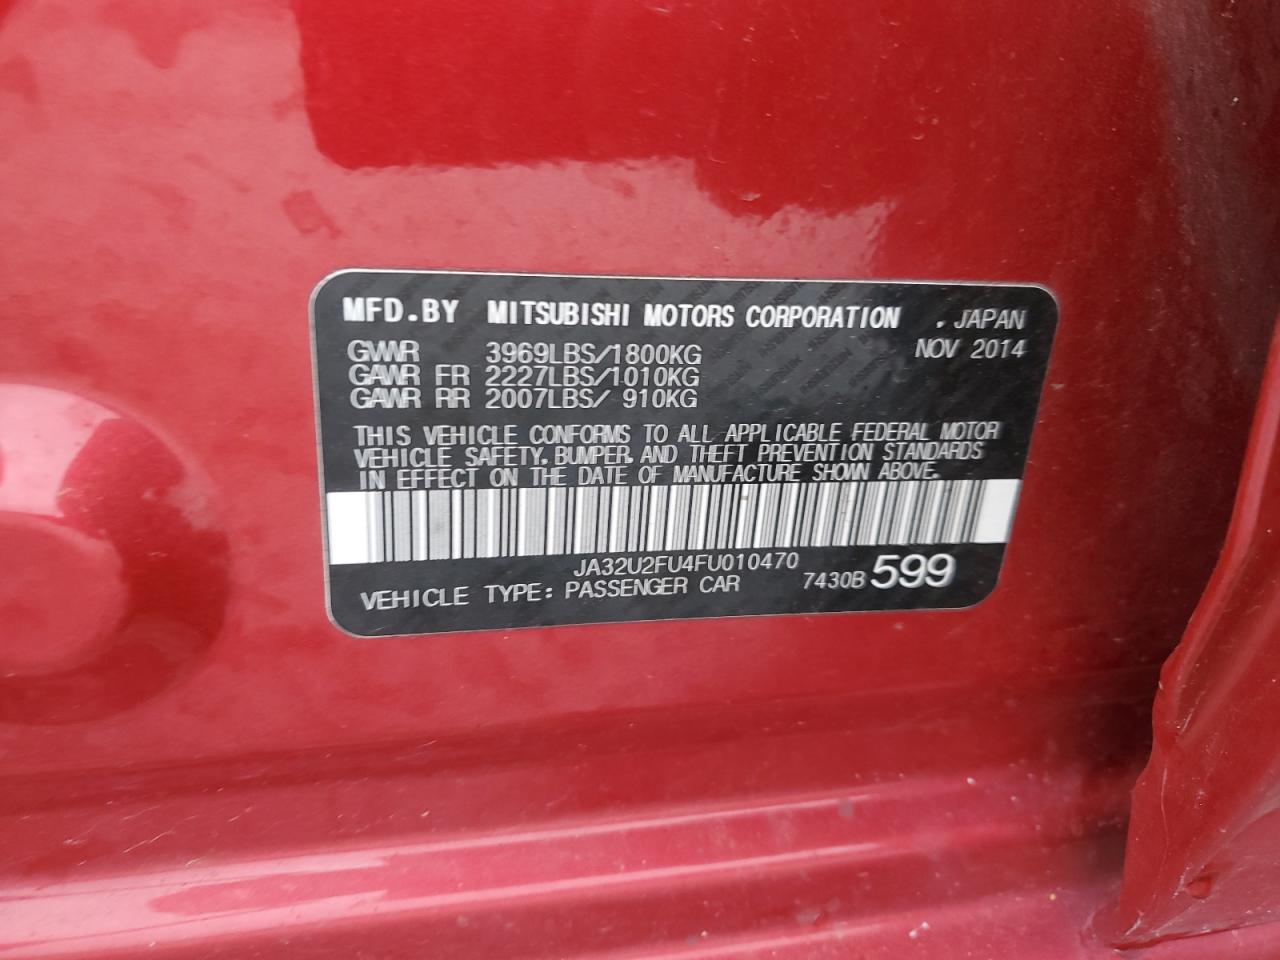 MFD.BY MITSUBISHI MOTORS CORPORATION . JAPAN
GVWR 3969LBS/1800KG NOV 2014
GAWR FR 2227LBS/1010KG
GAWR RR 2007LBS/ 910KG
THIS VEHICLE CONFORMS TO ALL APPLICABLE FEDERAL MOTOR
VEHICLE SAFETY, BUMPER, AND THEFT PREVENTION STANDARDS
IN EFFECT ON THE DATE OF MANUFACTURE SHOWN ABOVE.
JA32U2FU4FU010470
VEHICLE TYPE: PASSENGER CAR 7430B 599